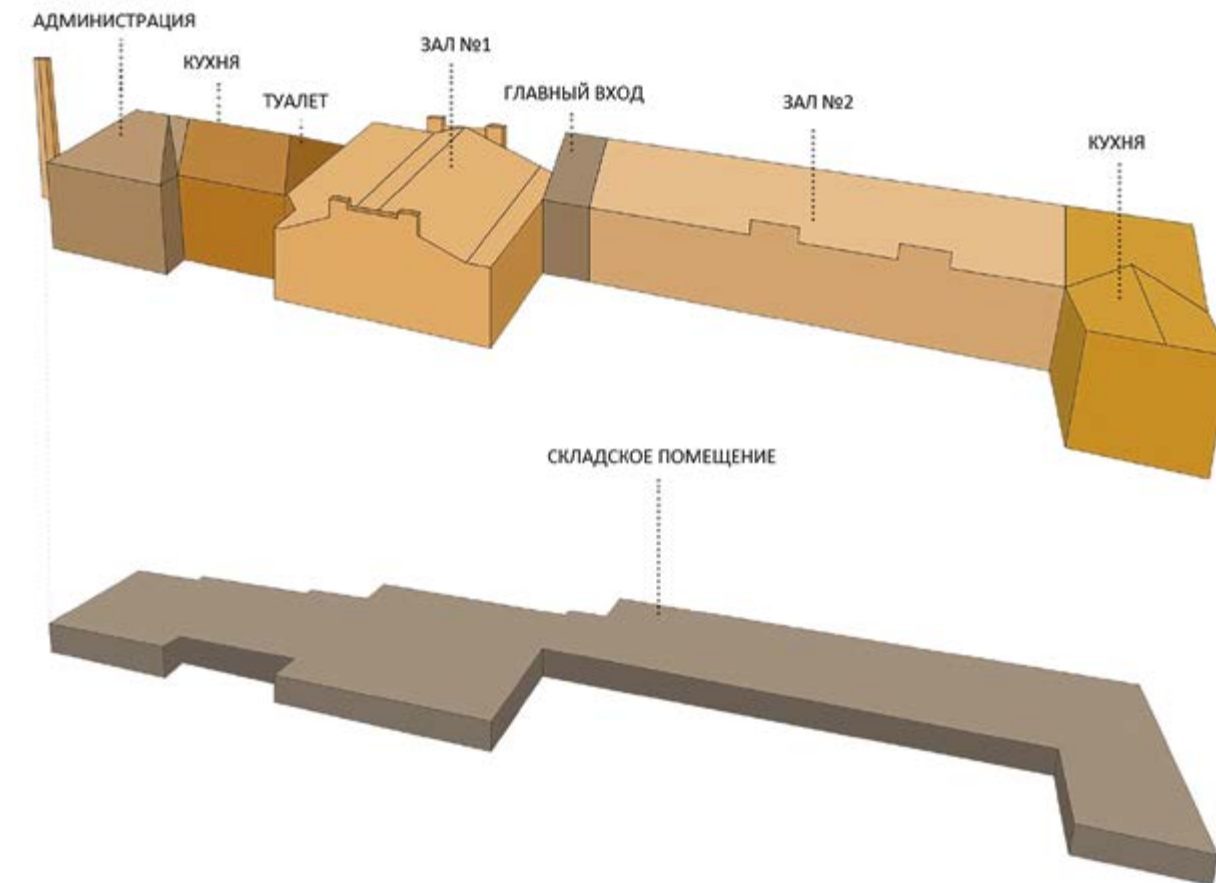 АДМИНИСТРАЦИЯ
КУХНЯ
ТУАЛЕТ
ЗАЛ №1
ГЛАВНЫЙ ВХОД
ЗАЛ №2
КУХНЯ
СКЛАДСКОЕ ПОМЕЩЕНИЕ